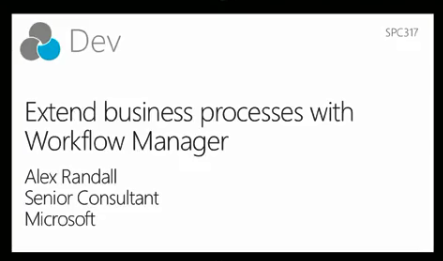 Dev
SPC317
Extend business processes with
Workflow Manager
Alex Randall
Senior Consultant
Microsoft